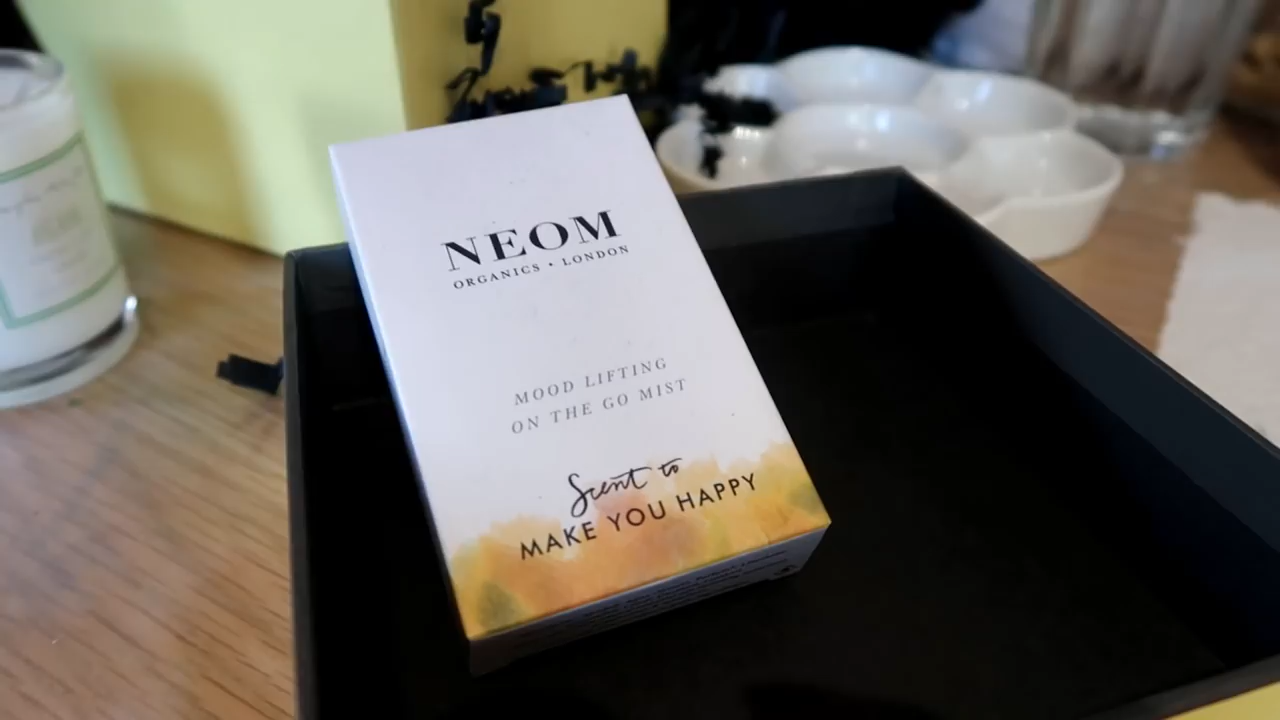 NEOM
ORGANICS • LONDON
MOOD LIFTING
ON THE GO MIST
Scent to
MAKE YOU HAPPY